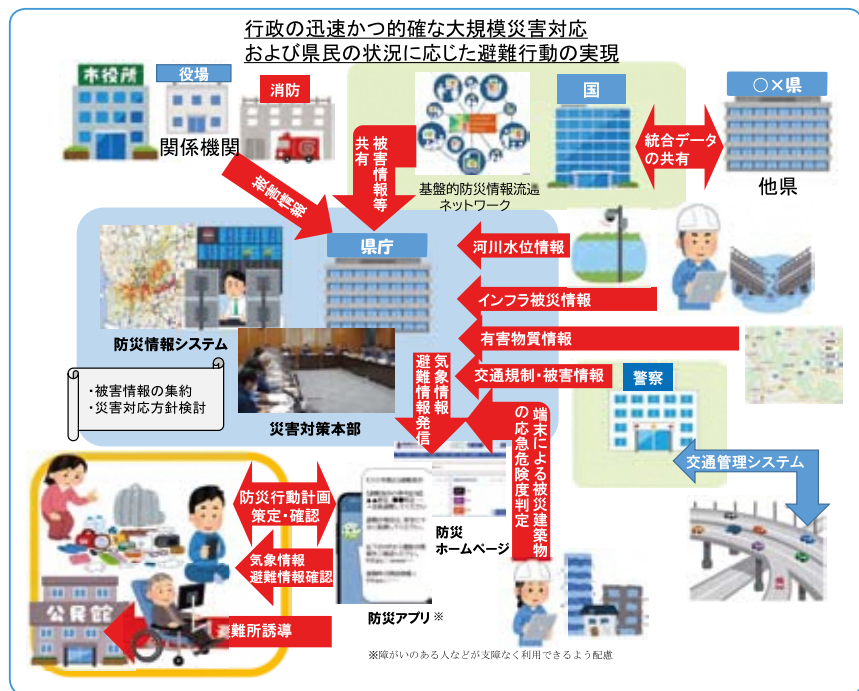 行政の迅速かつ的確な大規模災害対応
および県民の状況に応じた避難行動の実現
市役所
役場
消防
関係機関
国
○×県
他県
統合データ
の共有
基盤的防災情報流通
ネットワーク
被害情報等
共有
被害情報
県庁
防災情報システム
災害対策本部
・被害情報の集約
・災害対応方針検討
河川水位情報
インフラ被災情報
有害物質情報
交通規制・被害情報
警察
交通管理システム
気象情報
避難情報発信
端末による被災建築物
の応急危険度判定
防災
ホームページ
防災行動計画
策定・確認
気象情報
避難情報確認
公民館
避難所誘導
防災アプリ※
※障がいのある人などが支障なく利用できるよう配慮